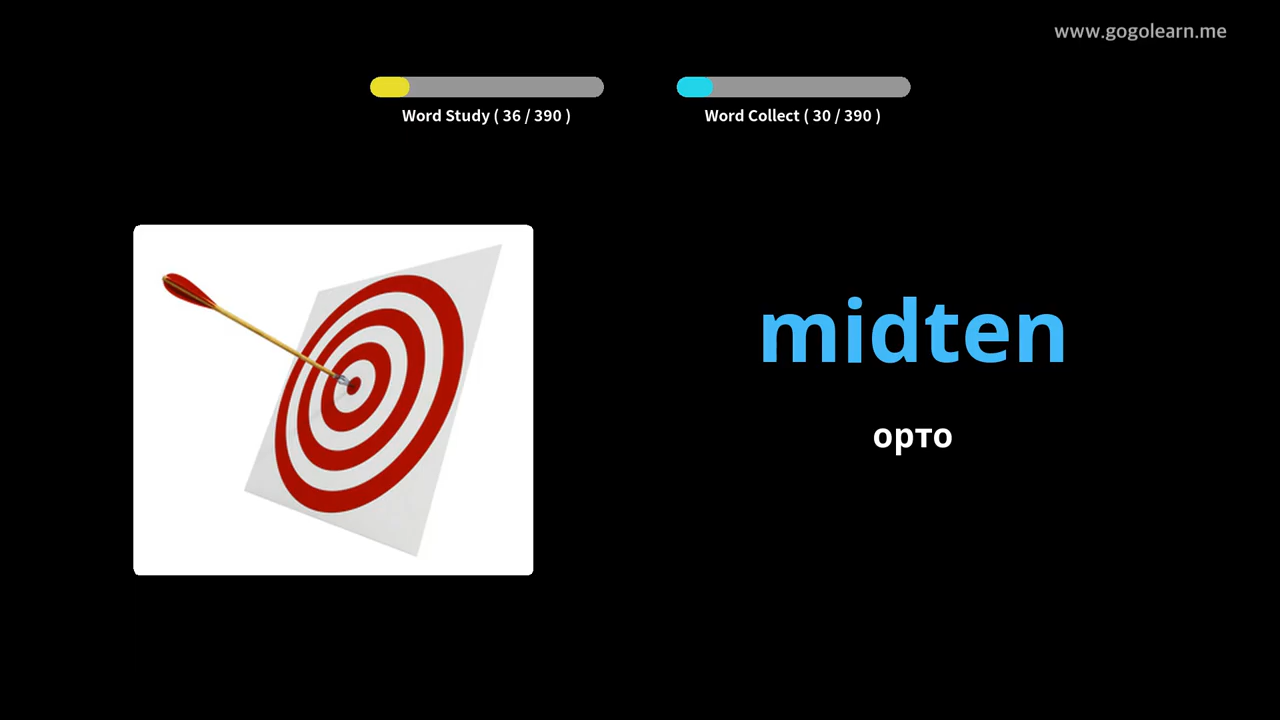 www.gogolearn.me
Word Study ( 36 / 390 )
Word Collect ( 30 / 390 )
midten
орто